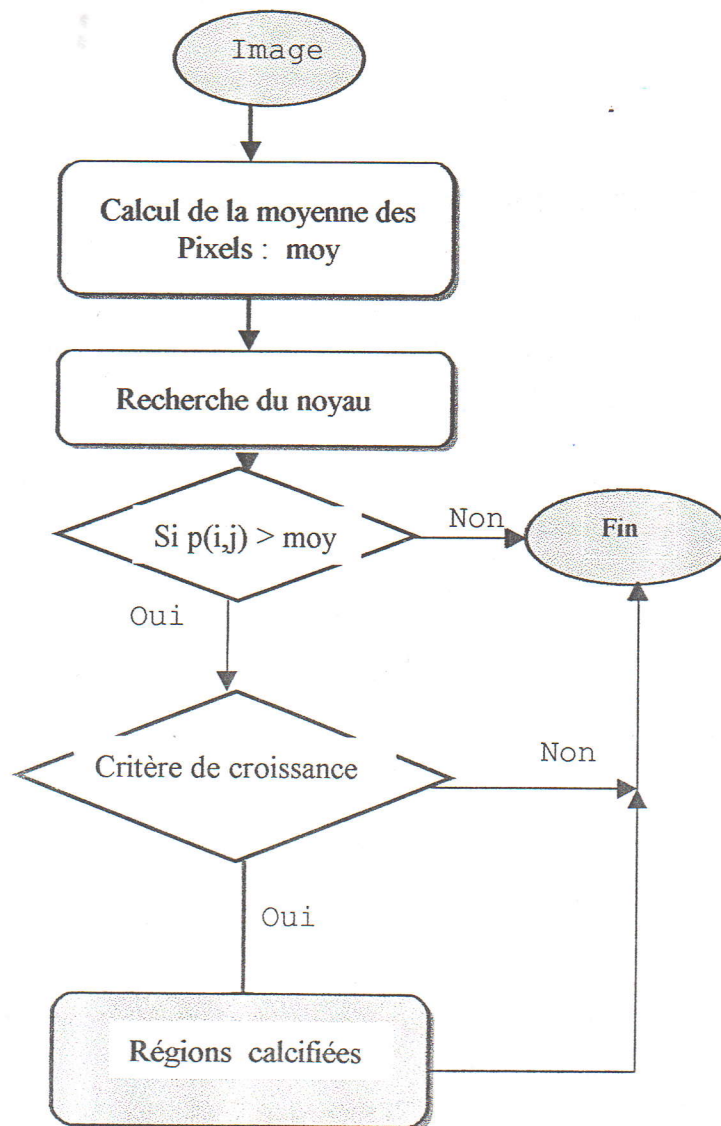 Image
Calcul de la moyenne des
Pixels : moy
Recherche du noyau
Si p(i,j) > moy
Non
Fin
Oui
Critère de croissance
Non
Oui
Régions calcifiées